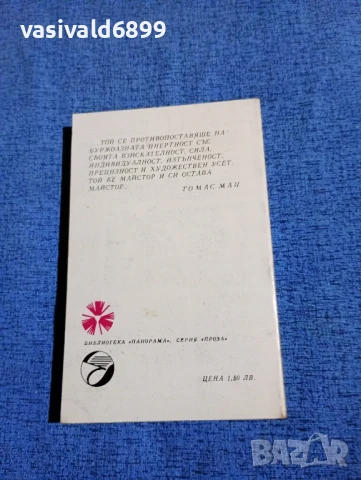 vasivald6899
... ТОЙ СЕ ПРОТИВОПОСТАВЯШЕ НА
БУРЖОАЗНАТА ИНЕРТНОСТ СЪС
СВОЯТА ВЗИСКАТЕЛНОСТ, СИЛА,
ИНДИВИДУАЛНОСТ, ИЗТЪНЧЕНОСТ,
ПРЕЦИЗНОСТ И ХУДОЖЕСТВЕН УСЕТ.
ТОЙ БЕ МАЙСТОР И СИ ОСТАВА
МАЙСТОР... ТОМАС МАН
БИБЛИОТЕКА «ПАНОРАМА», СЕРИЯ «ПРОЗА»
ЦЕНА 1,80 ЛВ.
BAZAR